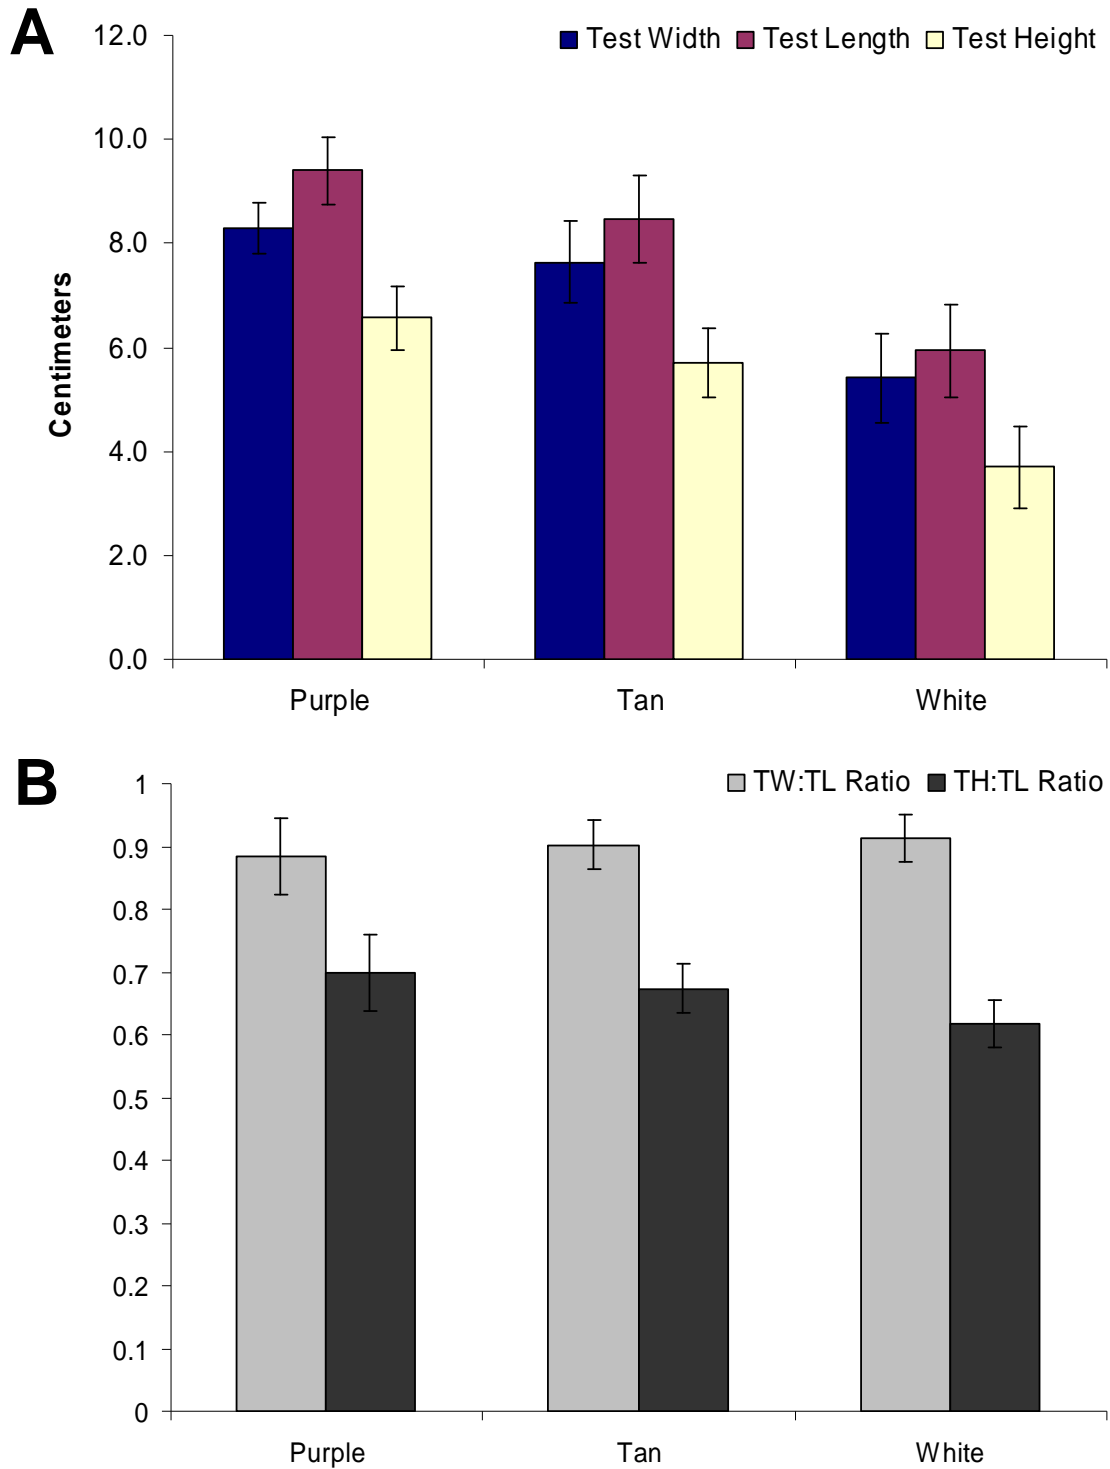 A
12.0
Test Width Test Length Test Height
10.0
8.0
6.0
4.0
2.0
0.0
Centimeters
Purple Tan White
B
1
TW:TL Ratio TH:TL Ratio
0.9
0.8
0.7
0.6
0.5
0.4
0.3
0.2
0.1
0
Purple Tan White